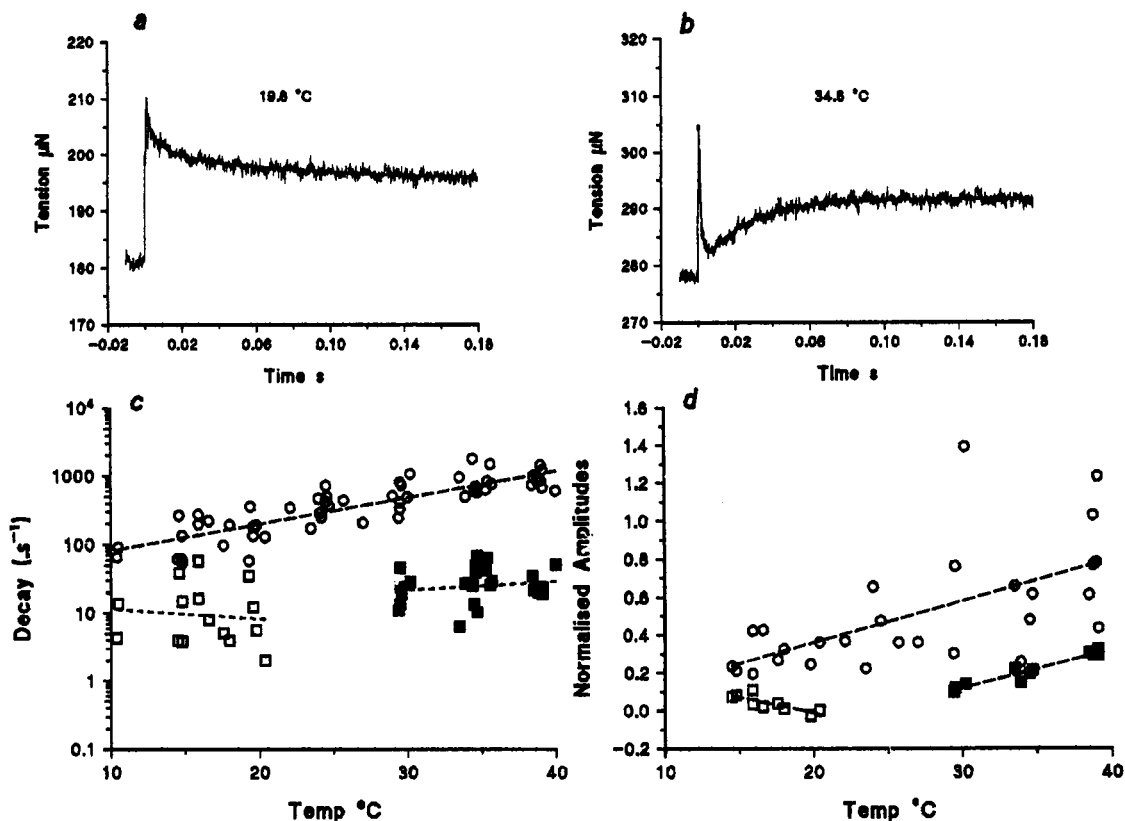 a
220
210
200
190
180
170
Tension µN
19.8 °C
−0.02 0.02 0.06 0.10 0.14 0.18
Time s
b
320
310
300
290
280
270
Tension µN
34.5 °C
−0.02 0.02 0.06 0.10 0.14 0.18
Time s
c
10⁴
1000
100
10
1
0.1
Decay (.s⁻¹)
10 20 30 40
Temp °C
d
1.6
1.4
1.2
1.0
0.8
0.6
0.4
0.2
0.0
−0.2
Normalised Amplitudes
10 20 30 40
Temp °C